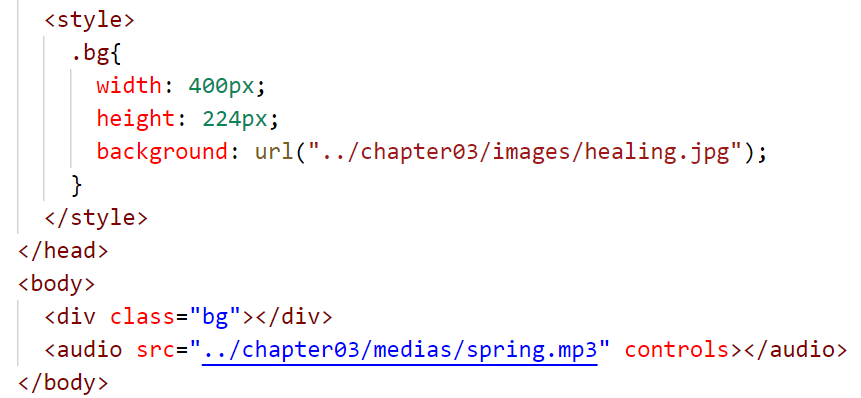 <style>
.bg{
width: 400px;
height: 224px;
background: url("../chapter03/images/healing.jpg");
}
</style>
</head>
<body>
<div class="bg"></div>
<audio src="../chapter03/medias/spring.mp3" controls></audio>
</body>